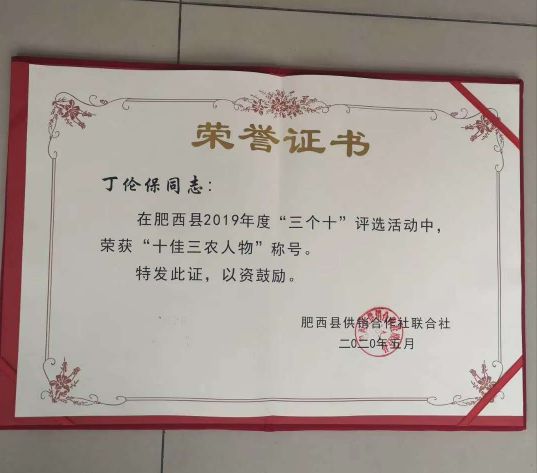 荣誉证书
丁伦保同志：
在肥西县2019年度“三个十”评选活动中，
荣获“十佳三农人物”称号。
特发此证，以资鼓励。
肥西县供销合作社联合社
二〇二〇年五月